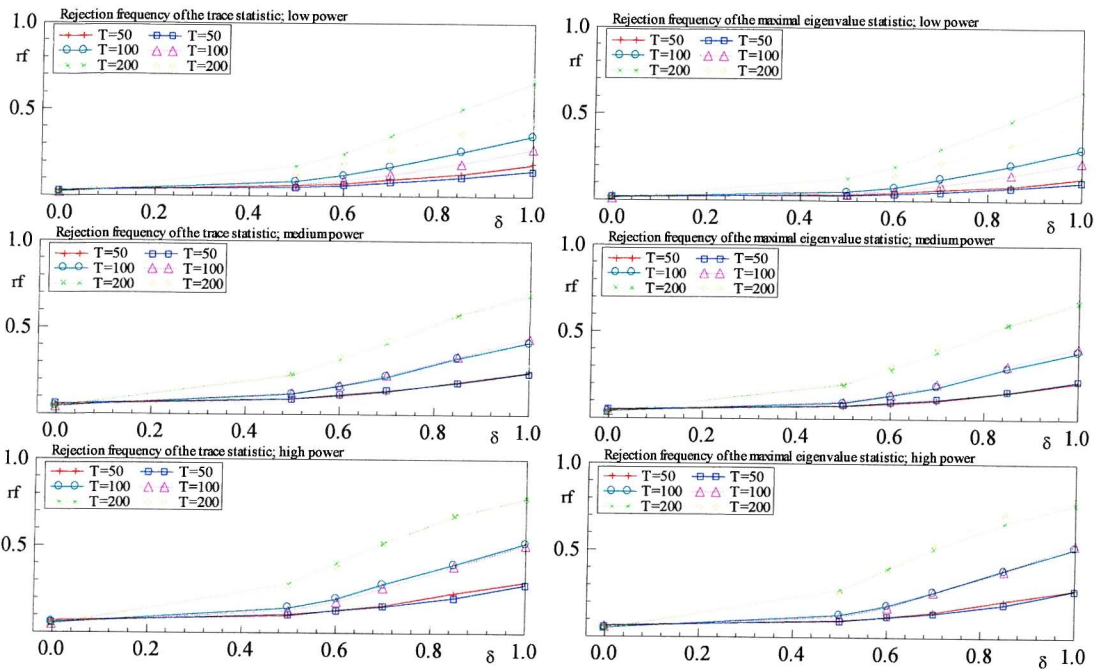 Rejection frequency of the trace statistic; low power
1.0
rf
0.5
T=50 T=50
T=100 T=100
T=200 T=200
0.0 0.2 0.4 0.6 0.8 δ 1.0
Rejection frequency of the maximal eigenvalue statistic; low power
1.0
rf
0.5
T=50 T=50
T=100 T=100
T=200 T=200
0.0 0.2 0.4 0.6 0.8 δ 1.0
Rejection frequency of the trace statistic; medium power
1.0
rf
0.5
T=50 T=50
T=100 T=100
T=200 T=200
0.0 0.2 0.4 0.6 0.8 δ 1.0
Rejection frequency of the maximal eigenvalue statistic; medium power
1.0
rf
0.5
T=50 T=50
T=100 T=100
T=200 T=200
0.0 0.2 0.4 0.6 0.8 δ 1.0
Rejection frequency of the trace statistic; high power
1.0
rf
0.5
T=50 T=50
T=100 T=100
T=200 T=200
0.0 0.2 0.4 0.6 0.8 δ 1.0
Rejection frequency of the maximal eigenvalue statistic; high power
1.0
rf
0.5
T=50 T=50
T=100 T=100
T=200 T=200
0.0 0.2 0.4 0.6 0.8 δ 1.0